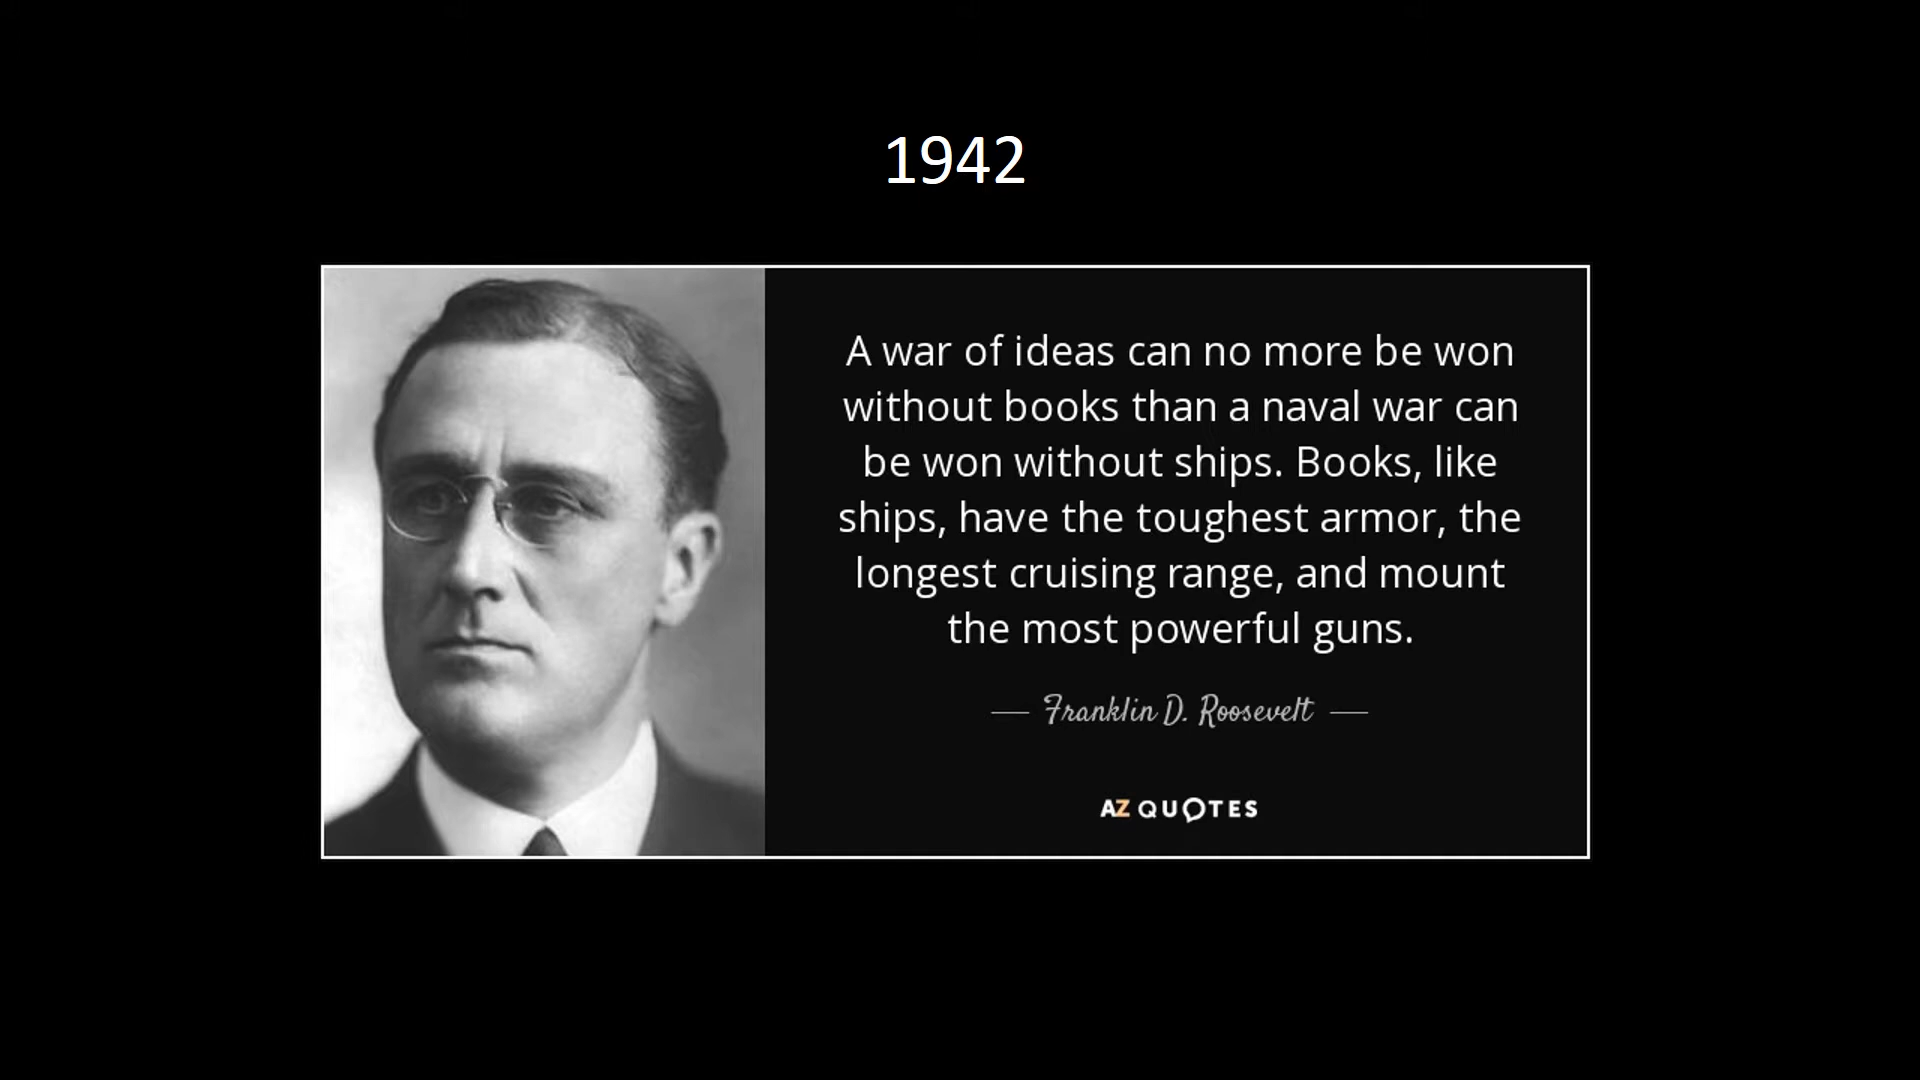 1942
A war of ideas can no more be won
without books than a naval war can
be won without ships. Books, like
ships, have the toughest armor, the
longest cruising range, and mount
the most powerful guns.
— Franklin D. Roosevelt —
AZ QUOTES